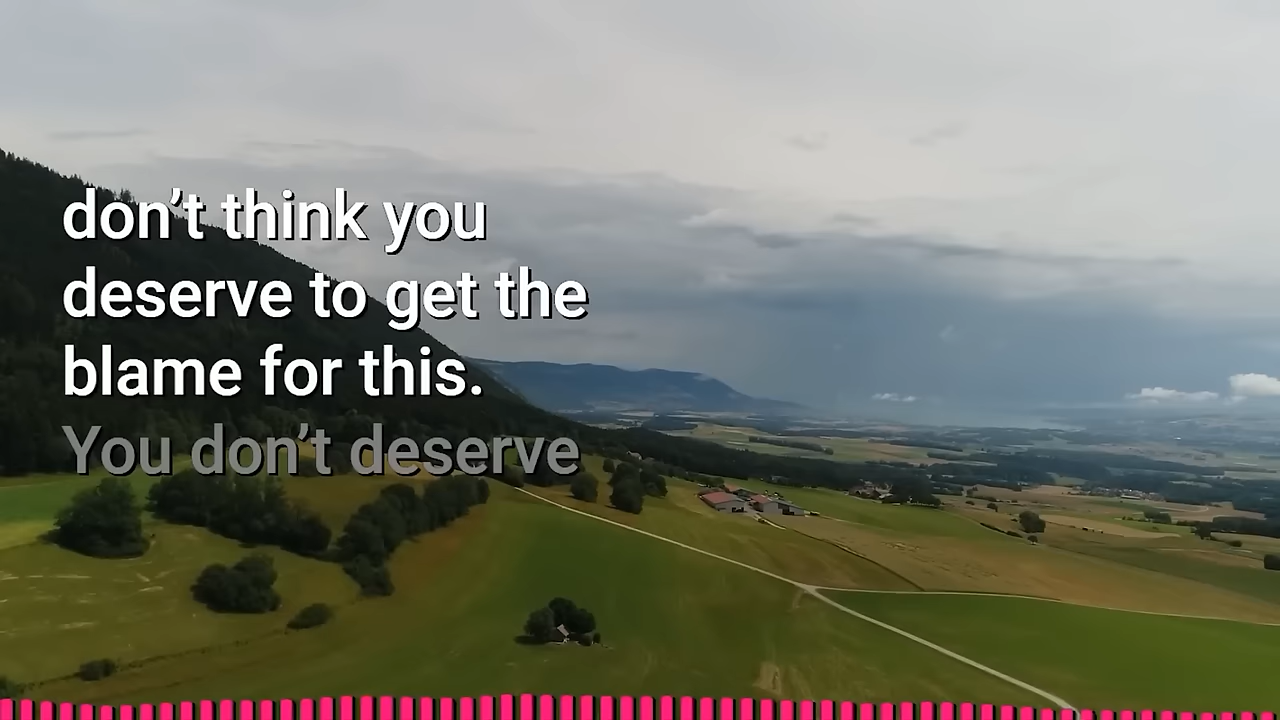 don’t think you
deserve to get the
blame for this.
You don’t deserve